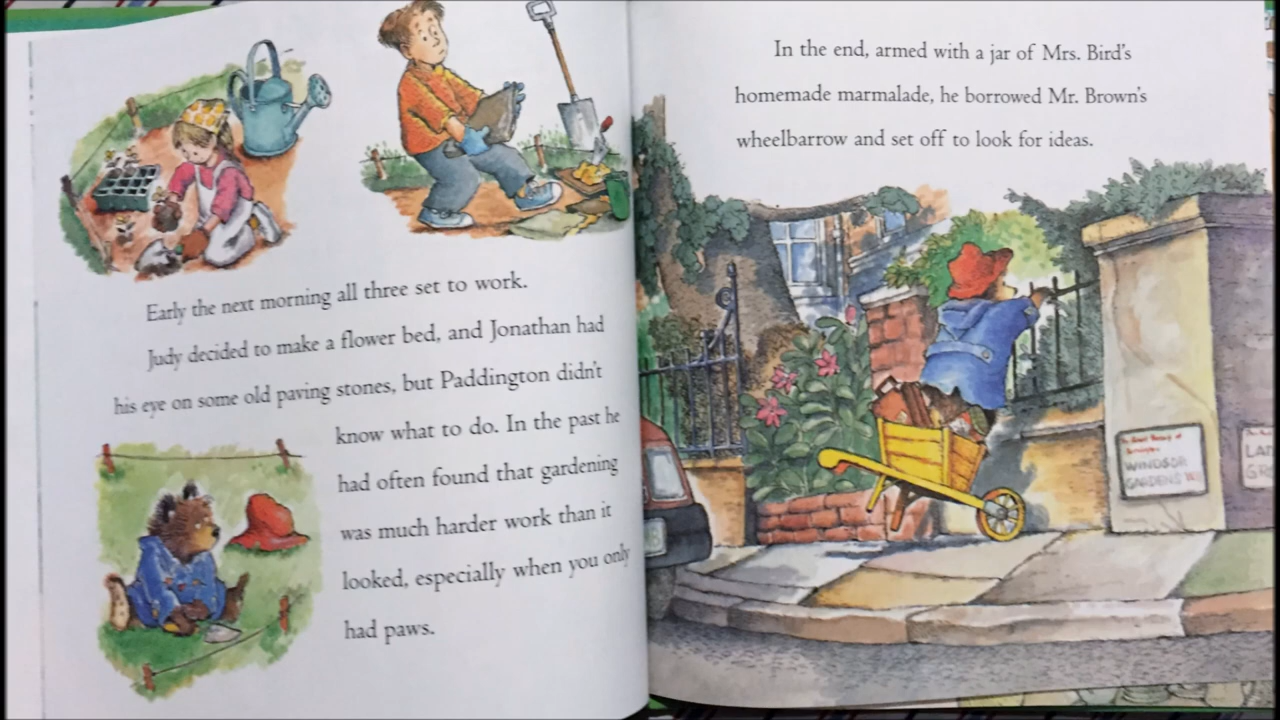 Early the next morning all three set to work.
Judy decided to make a flower bed, and Jonathan had
his eye on some old paving stones, but Paddington didn't
know what to do. In the past he
had often found that gardening
was much harder work than it
looked, especially when you only
had paws.
In the end, armed with a jar of Mrs. Bird's
homemade marmalade, he borrowed Mr. Brown's
wheelbarrow and set off to look for ideas.
WINDSOR
GARDENS